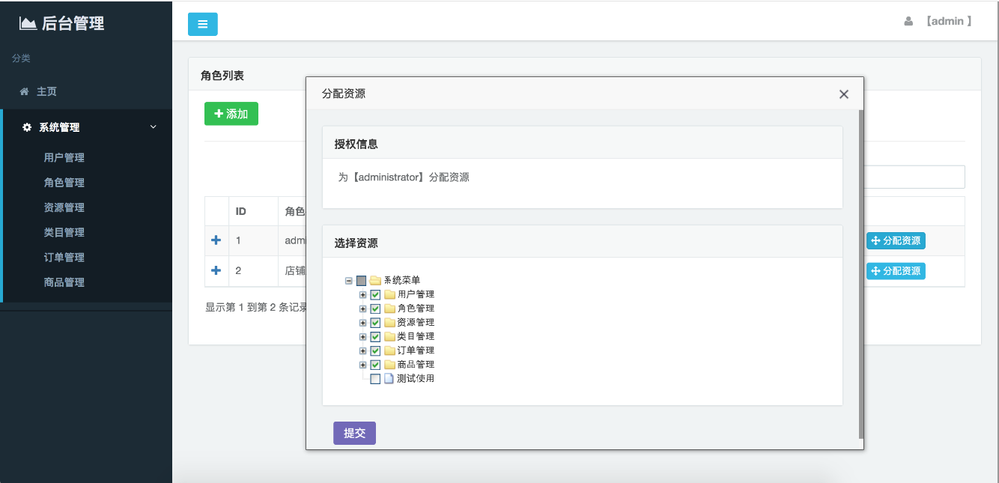 后台管理
【admin 】
分类
主页
系统管理
用户管理
角色管理
资源管理
类目管理
订单管理
商品管理
角色列表
添加
ID 角色
1 admi
分配资源
2 店铺
分配资源
显示第 1 到第 2 条记录
分配资源
授权信息
为【administrator】分配资源
选择资源
系统菜单
用户管理
角色管理
资源管理
类目管理
订单管理
商品管理
测试使用
提交